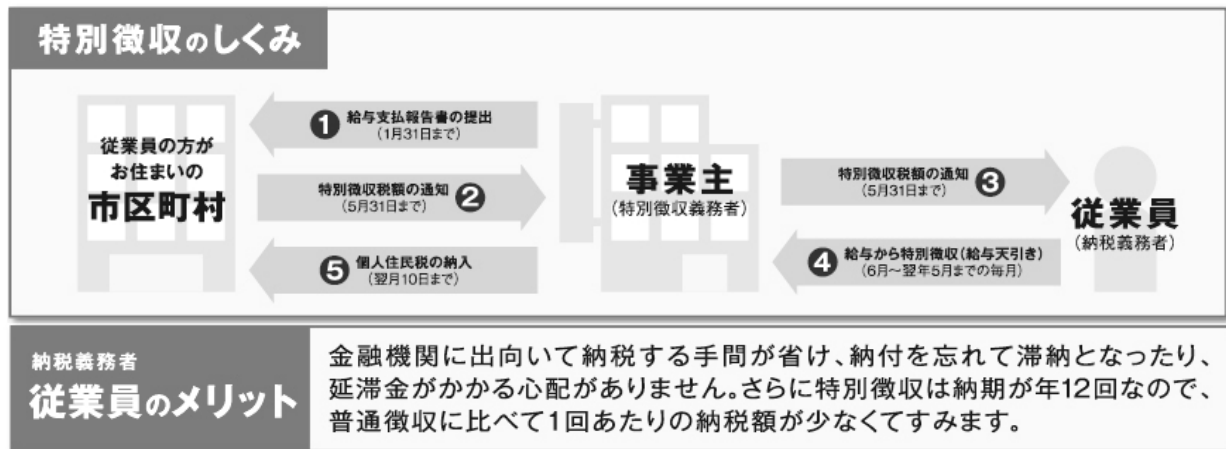 特別徴収のしくみ
従業員の方が
お住まいの
市区町村
❶ 給与支払報告書の提出
(1月31日まで)
特別徴収税額の通知 ❷
(5月31日まで)
❺ 個人住民税の納入
(翌月10日まで)
事業主
(特別徴収義務者)
特別徴収税額の通知 ❸
(5月31日まで)
❹ 給与から特別徴収(給与天引き)
(6月～翌年5月までの毎月)
従業員
(納税義務者)
納税義務者
従業員のメリット
金融機関に出向いて納税する手間が省け、納付を忘れて滞納となったり、
延滞金がかかる心配がありません。さらに特別徴収は納期が年12回なので、
普通徴収に比べて1回あたりの納税額が少なくてすみます。